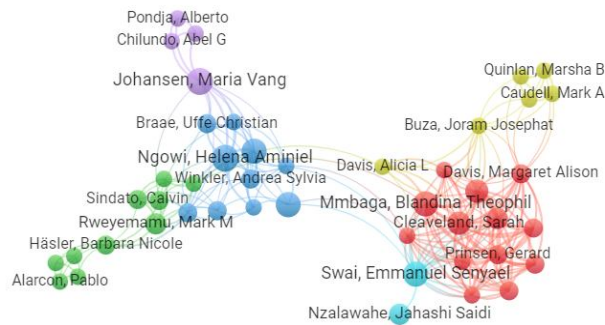 Pondja, Alberto
Chilundo, Abel G
Johansen, Maria Vang
Quinlan, Marsha B
Caudell, Mark A
Braae, Uffe Christian
Buza, Joram Josephat
Ngowi, Helena Aminiel
Davis, Alicia L
Davis, Margaret Alison
Winkler, Andrea Sylvia
Sindato, Calvin
Mmbaga, Blandina Theophil
Rweyemamu, Mark M
Cleaveland, Sarah
Häsler, Barbara Nicole
Prinsen, Gerard
Swai, Emmanuel Senyael
Alarcon, Pablo
Nzalawahe, Jahashi Saidi